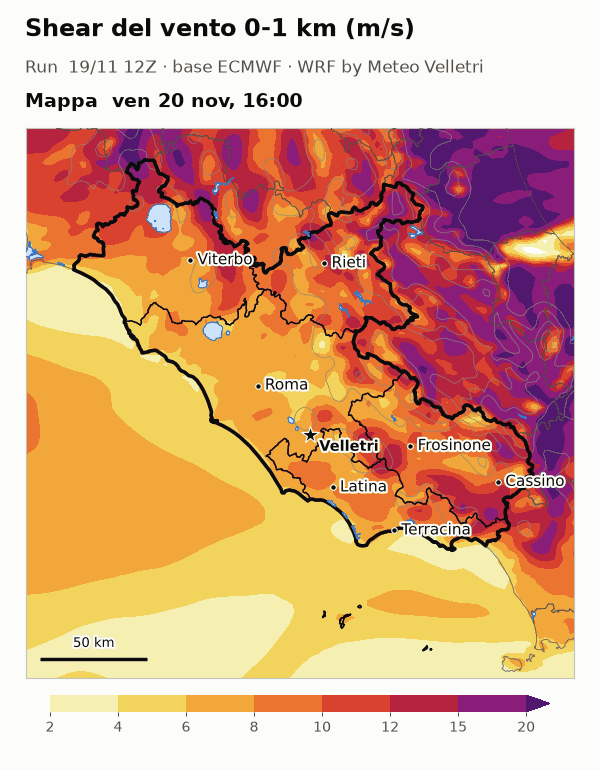 Shear del vento 0-1 km (m/s)
Run  19/11 12Z · base ECMWF · WRF by Meteo Velletri
Mappa  ven 20 nov, 16:00
Viterbo
Rieti
Roma
Velletri
Frosinone
Latina
Cassino
Terracina
50 km
2 4 6 8 10 12 15 20